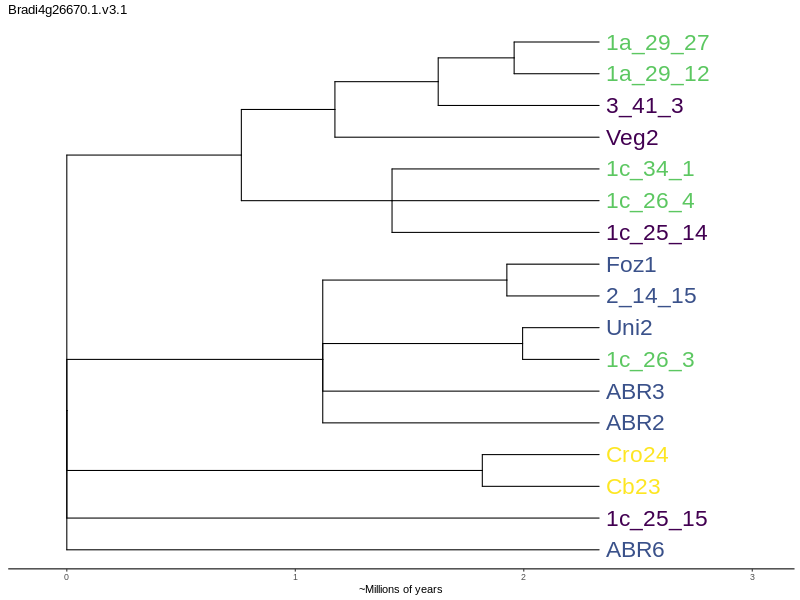 Bradi4g26670.1.v3.1
1a_29_27
1a_29_12
3_41_3
Veg2
1c_34_1
1c_26_4
1c_25_14
Foz1
2_14_15
Uni2
1c_26_3
ABR3
ABR2
Cro24
Cb23
1c_25_15
ABR6
0 1 2 3
~Millions of years